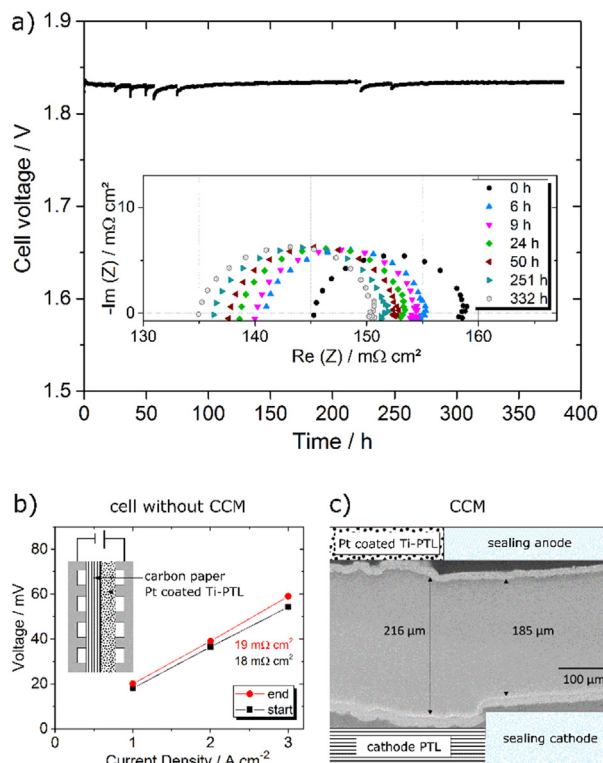 a)
1.9
1.8
1.7
1.6
1.5
Cell voltage / V
10
0
-Im (Z) / mΩ cm²
0 h
6 h
9 h
24 h
50 h
251 h
332 h
130 140 150 160
Re (Z) / mΩ cm²
0 50 100 150 200 250 300 350 400
Time / h
b) cell without CCM
80
60
40
20
0
Voltage / mV
carbon paper
Pt coated Ti-PTL
19 mΩ cm²
18 mΩ cm²
end
start
0 1 2 3
Current Density / A cm⁻²
c) CCM
Pt coated Ti-PTL
sealing anode
216 µm
185 µm
100 µm
cathode PTL
sealing cathode